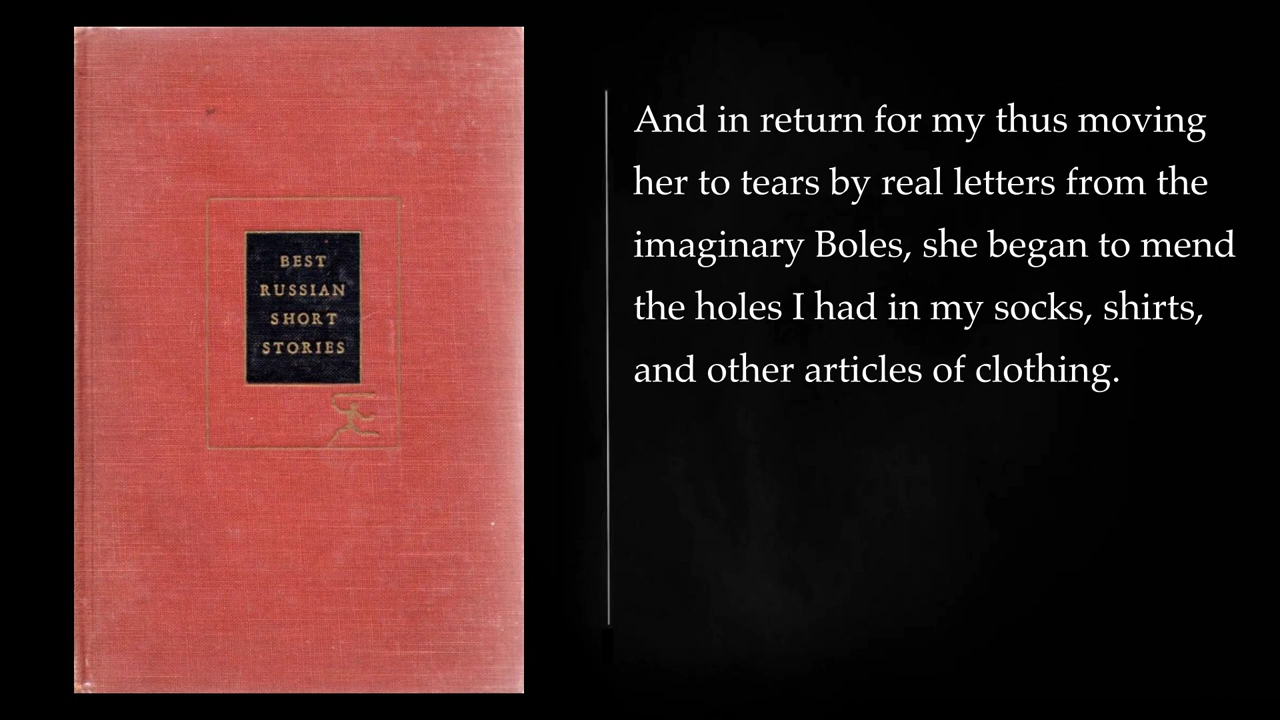 BEST
RUSSIAN
SHORT
STORIES
And in return for my thus moving
her to tears by real letters from the
imaginary Boles, she began to mend
the holes I had in my socks, shirts,
and other articles of clothing.